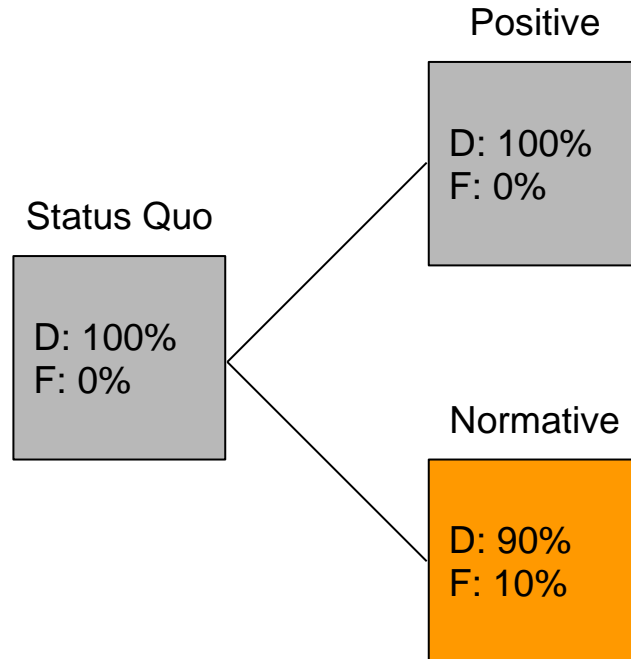 Positive
D: 100%
F: 0%
Status Quo
D: 100%
F: 0%
Normative
D: 90%
F: 10%